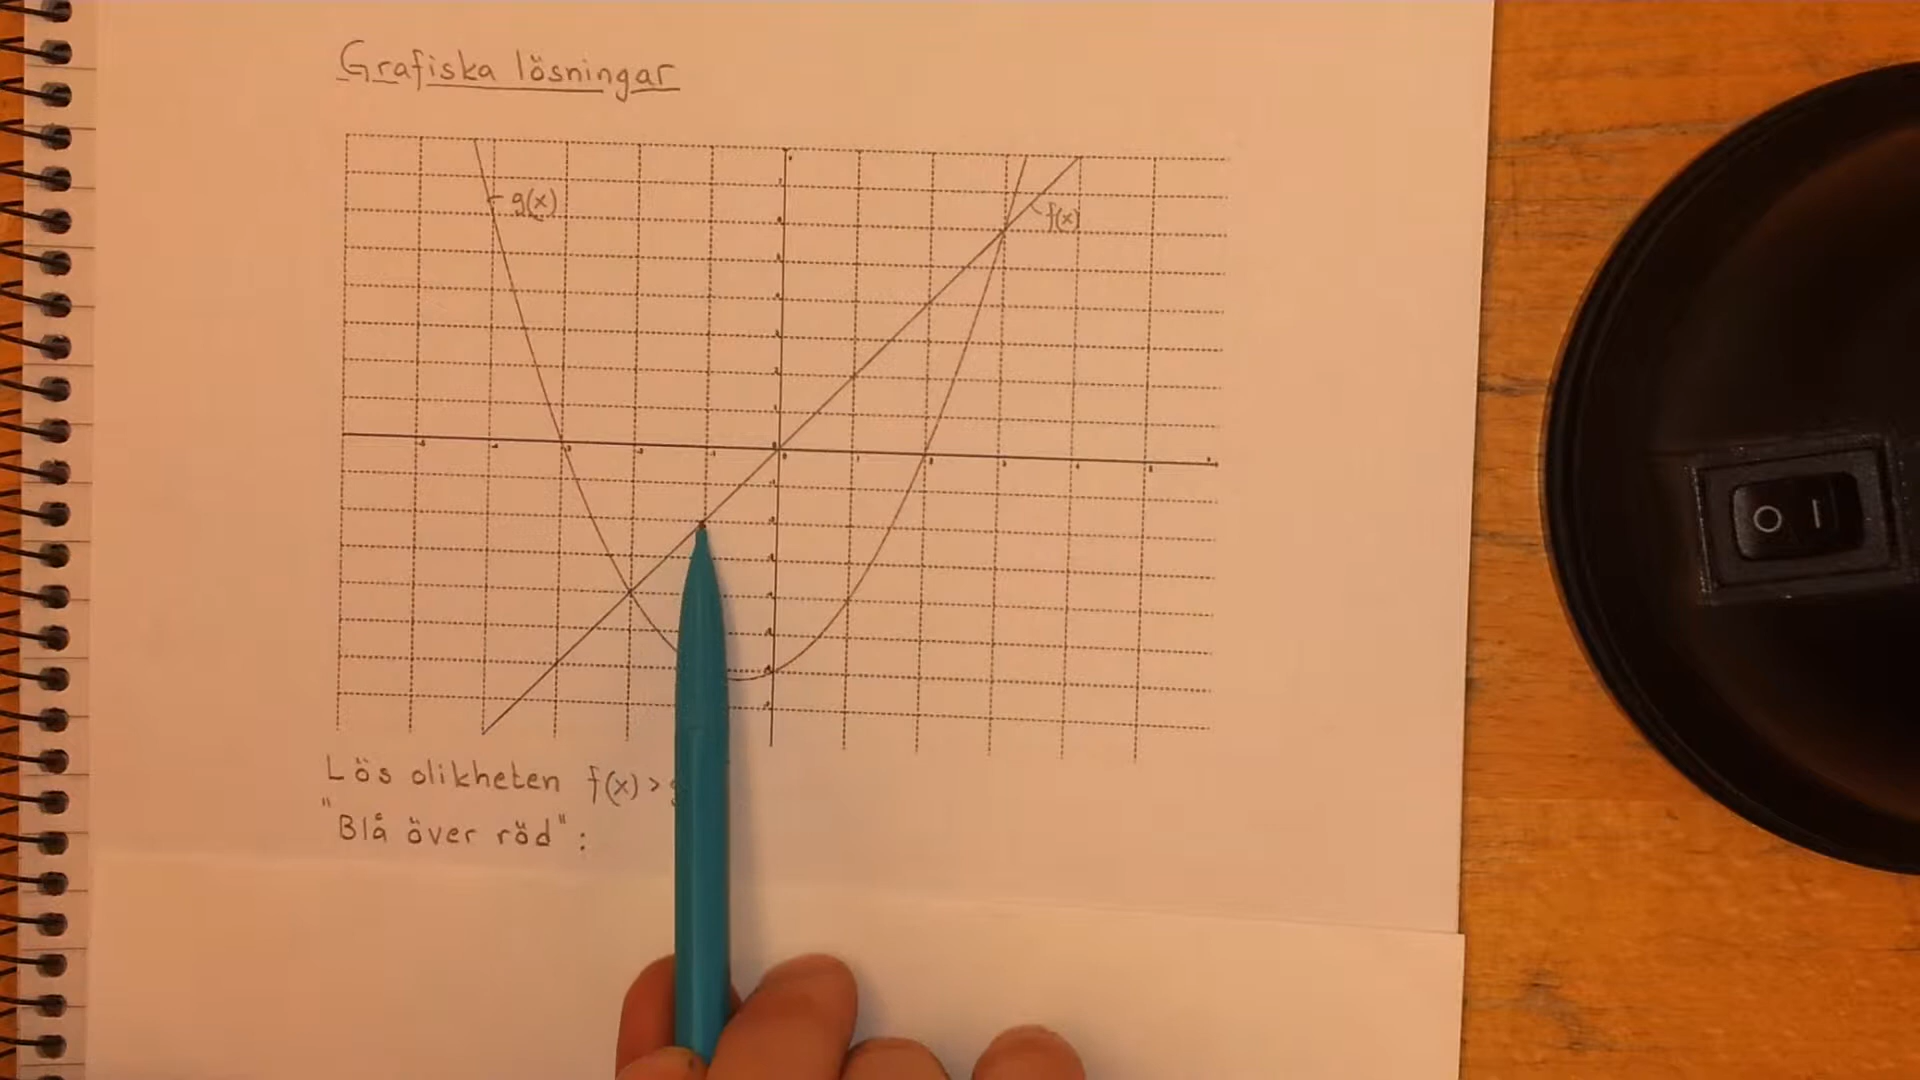 Grafiska lösningar
g(x)
f(x)
Lös olikheten f(x) >
"Blå över röd":
O I